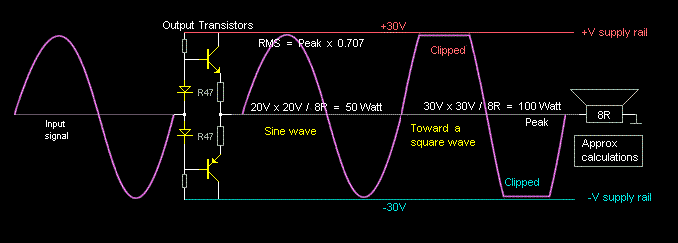 Output Transistors
+30V
+V supply rail
RMS = Peak x 0.707
Clipped
R47
20V x 20V / 8R = 50 Watt
30V x 30V / 8R = 100 Watt
8R
Input
signal
R47
Sine wave
Toward a
square wave
Peak
Approx
calculations
Clipped
-V supply rail
-30V